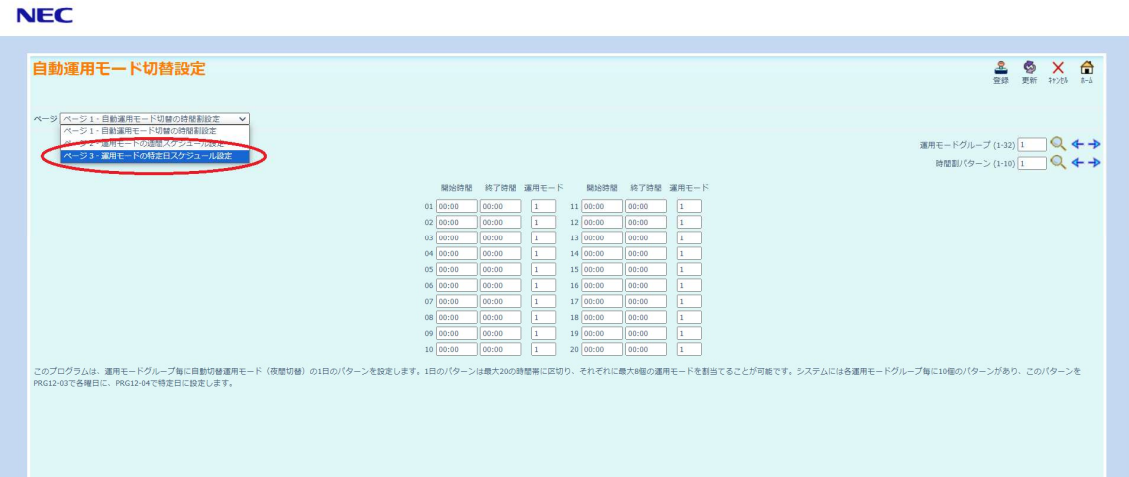 NEC
自動運用モード切替設定
登録 更新 キャンセル ホーム
ページ ページ 1 - 自動運用モード切替の時間割設定
ページ 1 - 自動運用モード切替の時間割設定
ページ 2 - 運用モードの週間スケジュール設定
ページ 3 - 運用モードの特定日スケジュール設定
運用モードグループ (1-32) 1
時間割パターン (1-10) 1
開始時間 終了時間 運用モード 開始時間 終了時間 運用モード
01 00:00 00:00 1 11 00:00 00:00 1
02 00:00 00:00 1 12 00:00 00:00 1
03 00:00 00:00 1 13 00:00 00:00 1
04 00:00 00:00 1 14 00:00 00:00 1
05 00:00 00:00 1 15 00:00 00:00 1
06 00:00 00:00 1 16 00:00 00:00 1
07 00:00 00:00 1 17 00:00 00:00 1
08 00:00 00:00 1 18 00:00 00:00 1
09 00:00 00:00 1 19 00:00 00:00 1
10 00:00 00:00 1 20 00:00 00:00 1
このプログラムは、運用モードグループ毎に自動切替運用モード（夜間切替）の1日のパターンを設定します。1日のパターンは最大20の時間帯に区切り、それぞれに最大8個の運用モードを割当てることが可能です。システムには各運用モードグループ毎に10個のパターンがあり、このパターンを
PRG12-03で各曜日に、PRG12-04で特定日に設定します。